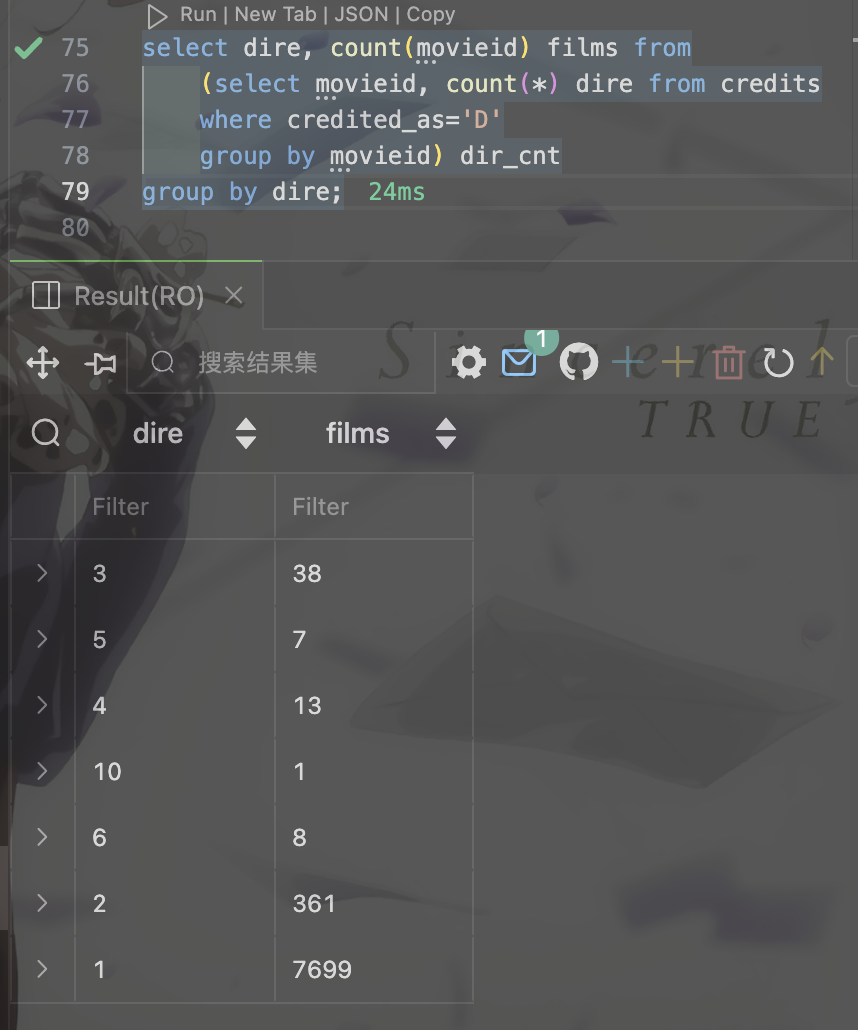 Run | New Tab | JSON | Copy
75 select dire, count(movieid) films from
76 (select movieid, count(*) dire from credits
77 where credited_as='D'
78 group by movieid) dir_cnt
79 group by dire; 24ms
80
Result(RO)
搜索结果集 1
TRUE
dire films
Filter Filter
3 38
5 7
4 13
10 1
6 8
2 361
1 7699